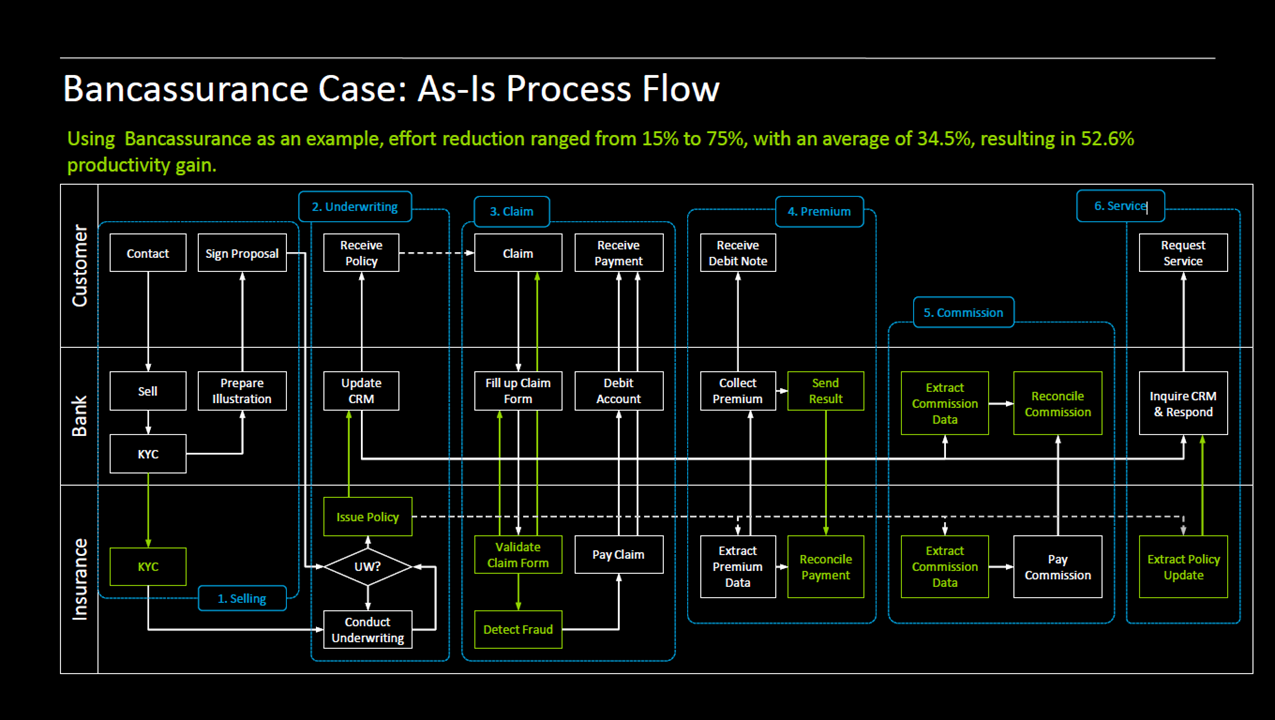 Bancassurance Case: As-Is Process Flow
Using Bancassurance as an example, effort reduction ranged from 15% to 75%, with an average of 34.5%, resulting in 52.6%
productivity gain.
2. Underwriting
3. Claim
4. Premium
6. Service
Customer
Contact
Sign Proposal
Receive
Policy
Claim
Receive
Payment
Receive
Debit Note
Request
Service
5. Commission
Bank
Sell
Prepare
Illustration
Update
CRM
Fill up Claim
Form
Debit
Account
Collect
Premium
Send
Result
Extract
Commission
Data
Reconcile
Commission
Inquire CRM
& Respond
KYC
Insurance
Issue Policy
KYC
UW?
Validate
Claim Form
Pay Claim
Extract
Premium
Data
Reconcile
Payment
Extract
Commission
Data
Pay
Commission
Extract Policy
Update
1. Selling
Conduct
Underwriting
Detect Fraud